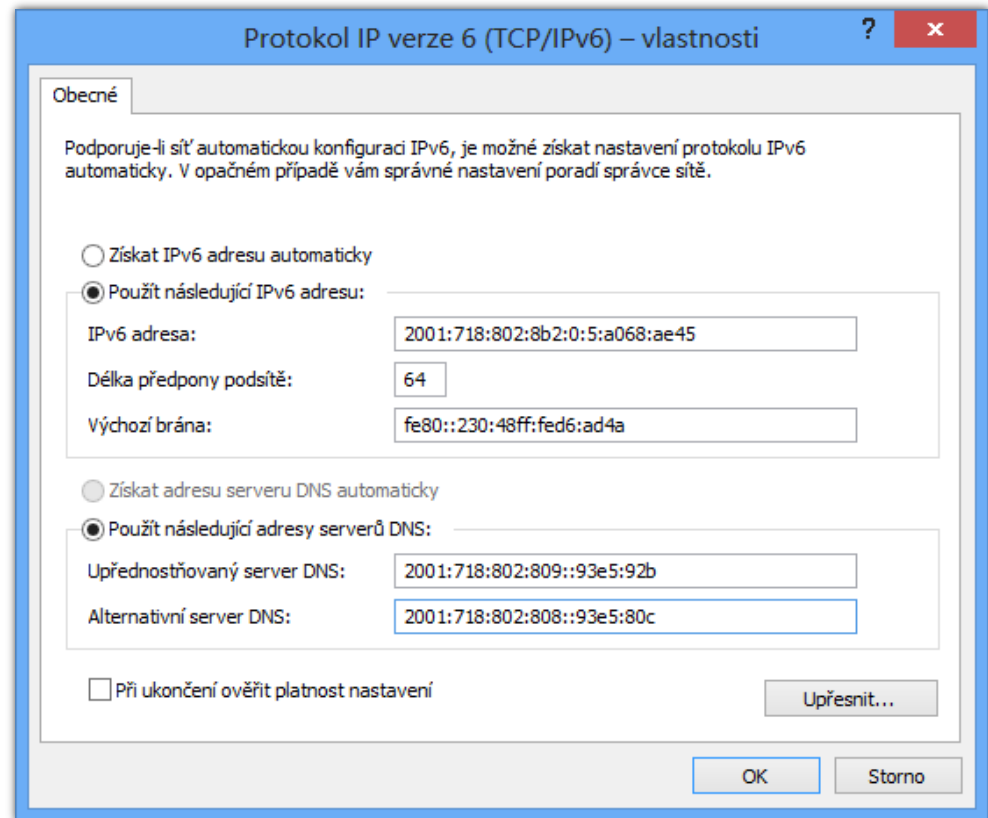 Protokol IP verze 6 (TCP/IPv6) – vlastnosti
?
Obecné
Podporuje-li síť automatickou konfiguraci IPv6, je možné získat nastavení protokolu IPv6
automaticky. V opačném případě vám správné nastavení poradí správce sítě.
Získat IPv6 adresu automaticky
Použít následující IPv6 adresu:
IPv6 adresa: 2001:718:802:8b2:0:5:a068:ae45
Délka předpony podsítě: 64
Výchozí brána: fe80::230:48ff:fed6:ad4a
Získat adresu serveru DNS automaticky
Použít následující adresy serverů DNS:
Upřednostňovaný server DNS: 2001:718:802:809::93e5:92b
Alternativní server DNS: 2001:718:802:808::93e5:80c
Při ukončení ověřit platnost nastavení
Upřesnit...
OK Storno